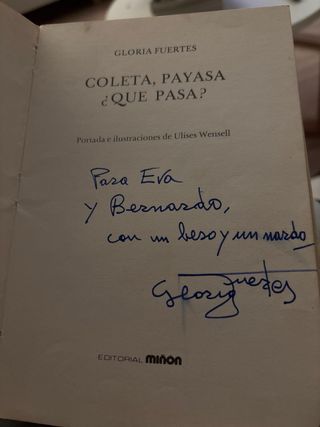 GLORIA FUERTES
COLETA, PAYASA
¿QUE PASA?
Portada e ilustraciones de Ulises Wensell
Para Eva
y Bernardo,
con un beso y un nardo
Gloria Fuertes
EDITORIAL MIÑON